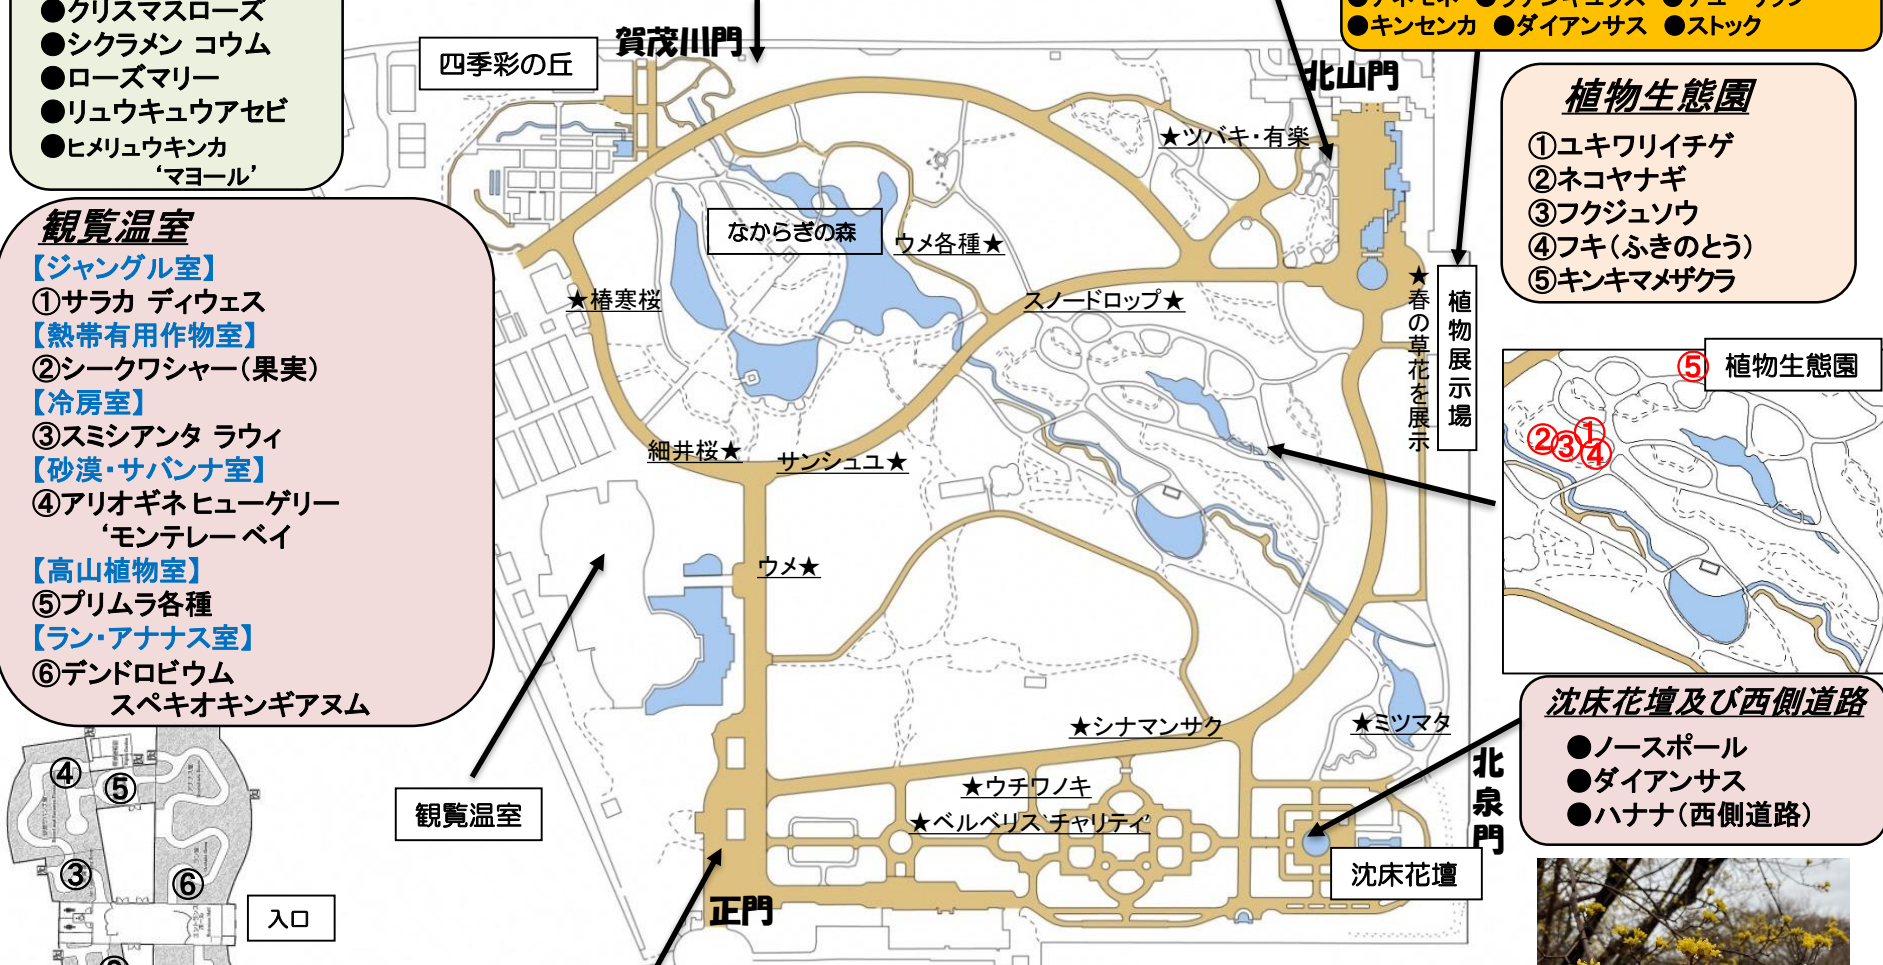 ●クリスマスローズ
●シクラメン コウム
●ローズマリー
●リュウキュウアセビ
●ヒメリュウキンカ
‘マヨール’
観覧温室
【ジャングル室】
①サラカ ディウェス
【熱帯有用作物室】
②シークワシャー（果実）
【冷房室】
③スミシアンタ ラウィ
【砂漠・サバンナ室】
④アリオギネ ヒューゲリー
‘モンテレー ベイ
【高山植物室】
⑤プリムラ各種
【ラン・アナナス室】
⑥デンドロビウム
スペキオキンギアヌム
④
⑤
③
⑥
入口
四季彩の丘
賀茂川門
北山門
★ツバキ・有楽
なからぎの森
ウメ各種★
★椿寒桜
スノードロップ★
★春の草花を展示
植物展示場
細井桜★
サンシュユ★
ウメ★
★シナマンサク
★ミツマタ
★ウチワノキ
★ベルベリス‘チャリティ’
北泉門
観覧温室
沈床花壇
正門
●キンセンカ ●ダイアンサス ●ストック
植物生態園
①ユキワリイチゲ
②ネコヤナギ
③フクジュソウ
④フキ（ふきのとう）
⑤キンキマメザクラ
⑤
植物生態園
②③①④
沈床花壇及び西側道路
●ノースポール
●ダイアンサス
●ハナナ（西側道路）